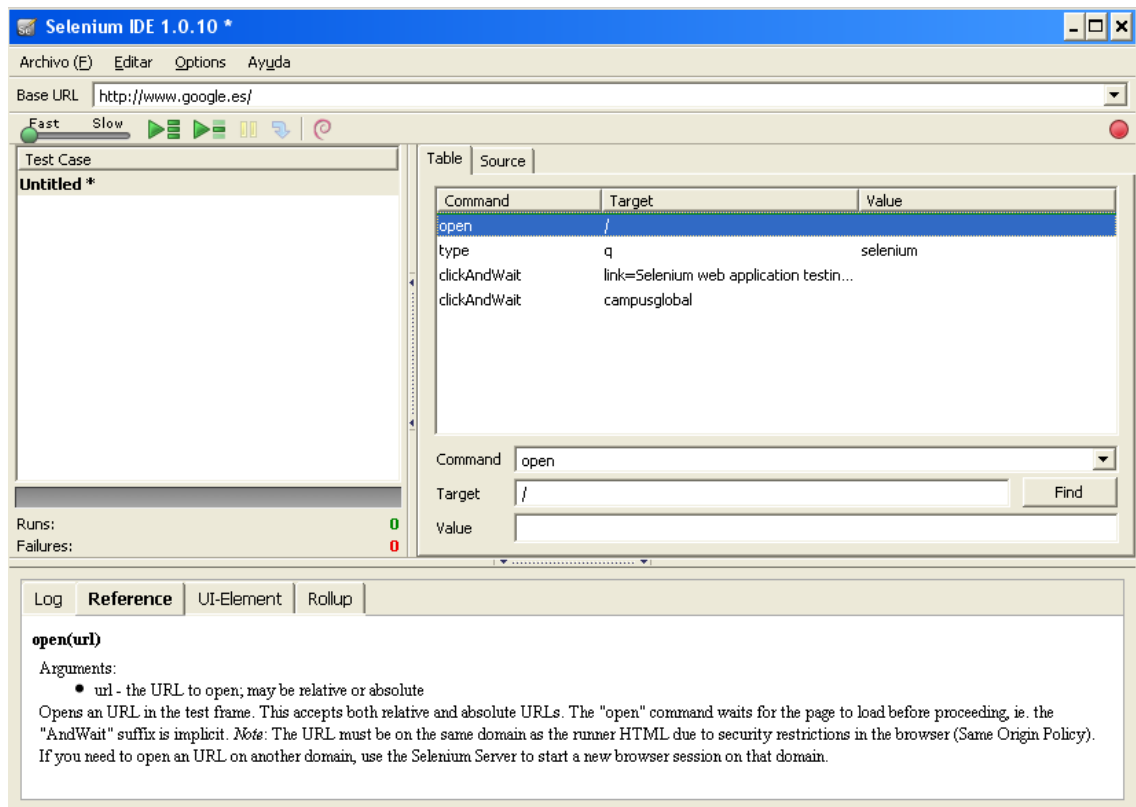 Selenium IDE 1.0.10 *
Archivo (F) Editar Options Ayuda
Base URL http://www.google.es/
Fast Slow
Test Case
Untitled *
Runs: 0
Failures: 0
Table Source
Command Target Value
open /
type q selenium
clickAndWait link=Selenium web application testin...
clickAndWait campusglobal
Command open
Target / Find
Value
Log Reference UI-Element Rollup
open(url)
Arguments:
● url - the URL to open; may be relative or absolute
Opens an URL in the test frame. This accepts both relative and absolute URLs. The "open" command waits for the page to load before proceeding, ie. the
"AndWait" suffix is implicit. Note: The URL must be on the same domain as the runner HTML due to security restrictions in the browser (Same Origin Policy).
If you need to open an URL on another domain, use the Selenium Server to start a new browser session on that domain.